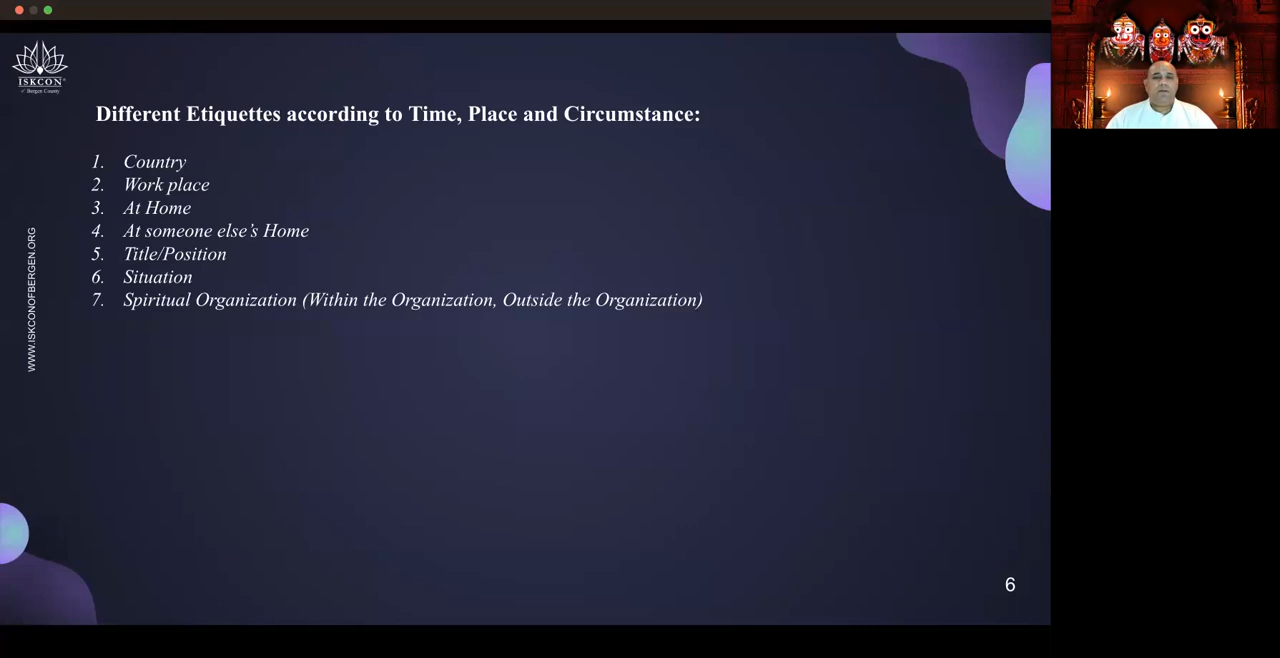 ISKCON
of Bergen County
Different Etiquettes according to Time, Place and Circumstance:
1. Country
2. Work place
3. At Home
4. At someone else’s Home
5. Title/Position
6. Situation
7. Spiritual Organization (Within the Organization, Outside the Organization)
WWW.ISKCONOFBERGEN.ORG
6